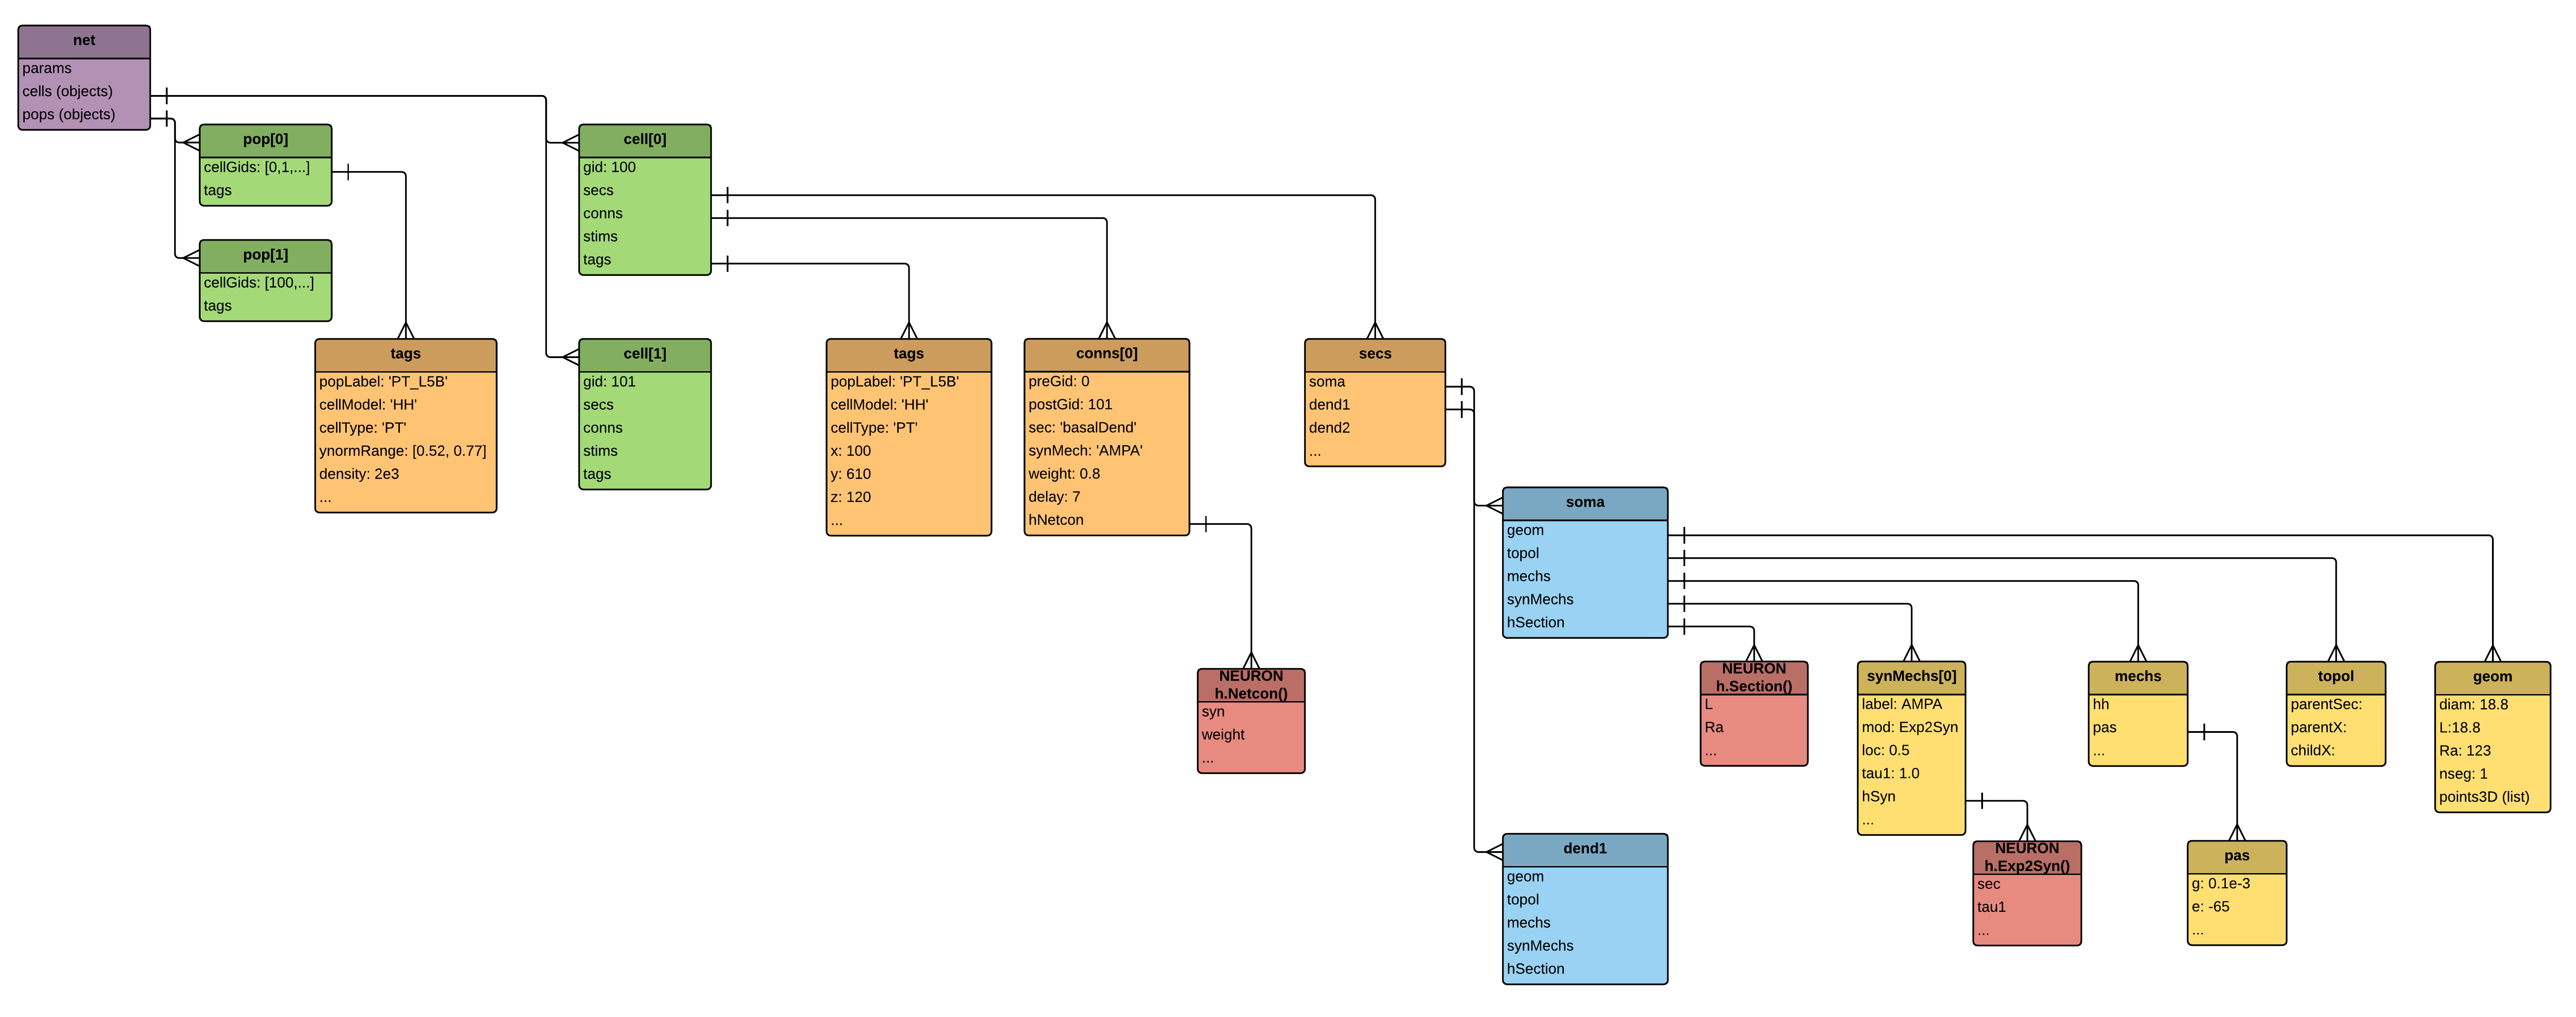 net
params
cells (objects)
pops (objects)
pop[0]
cellGids: [0,1,...]
tags
pop[1]
cellGids: [100,...]
tags
tags
popLabel: 'PT_L5B'
cellModel: 'HH'
cellType: 'PT'
ynormRange: [0.52, 0.77]
density: 2e3
...
cell[0]
gid: 100
secs
conns
stims
tags
cell[1]
gid: 101
secs
conns
stims
tags
tags
popLabel: 'PT_L5B'
cellModel: 'HH'
cellType: 'PT'
x: 100
y: 610
z: 120
...
conns[0]
preGid: 0
postGid: 101
sec: 'basalDend'
synMech: 'AMPA'
weight: 0.8
delay: 7
hNetcon
NEURON
h.Netcon()
syn
weight
...
secs
soma
dend1
dend2
...
soma
geom
topol
mechs
synMechs
hSection
dend1
geom
topol
mechs
synMechs
hSection
NEURON
h.Section()
L
Ra
...
synMechs[0]
label: AMPA
mod: Exp2Syn
loc: 0.5
tau1: 1.0
hSyn
...
NEURON
h.Exp2Syn()
sec
tau1
...
mechs
hh
pas
...
pas
g: 0.1e-3
e: -65
...
topol
parentSec:
parentX:
childX:
geom
diam: 18.8
L:18.8
Ra: 123
nseg: 1
points3D (list)